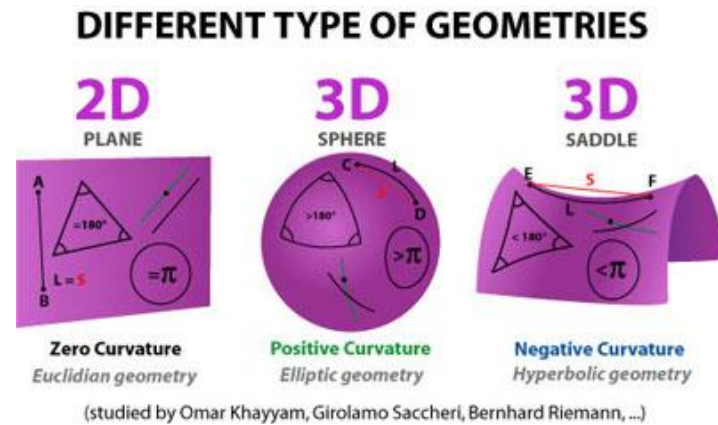 DIFFERENT TYPE OF GEOMETRIES
2D
PLANE
A
=180°
L = S
B
=π
Zero Curvature
Euclidian geometry
3D
SPHERE
C
L
S
D
>180°
>π
Positive Curvature
Elliptic geometry
3D
SADDLE
E
S
F
L
< 180°
<π
Negative Curvature
Hyperbolic geometry
(studied by Omar Khayyam, Girolamo Saccheri, Bernhard Riemann, ...)